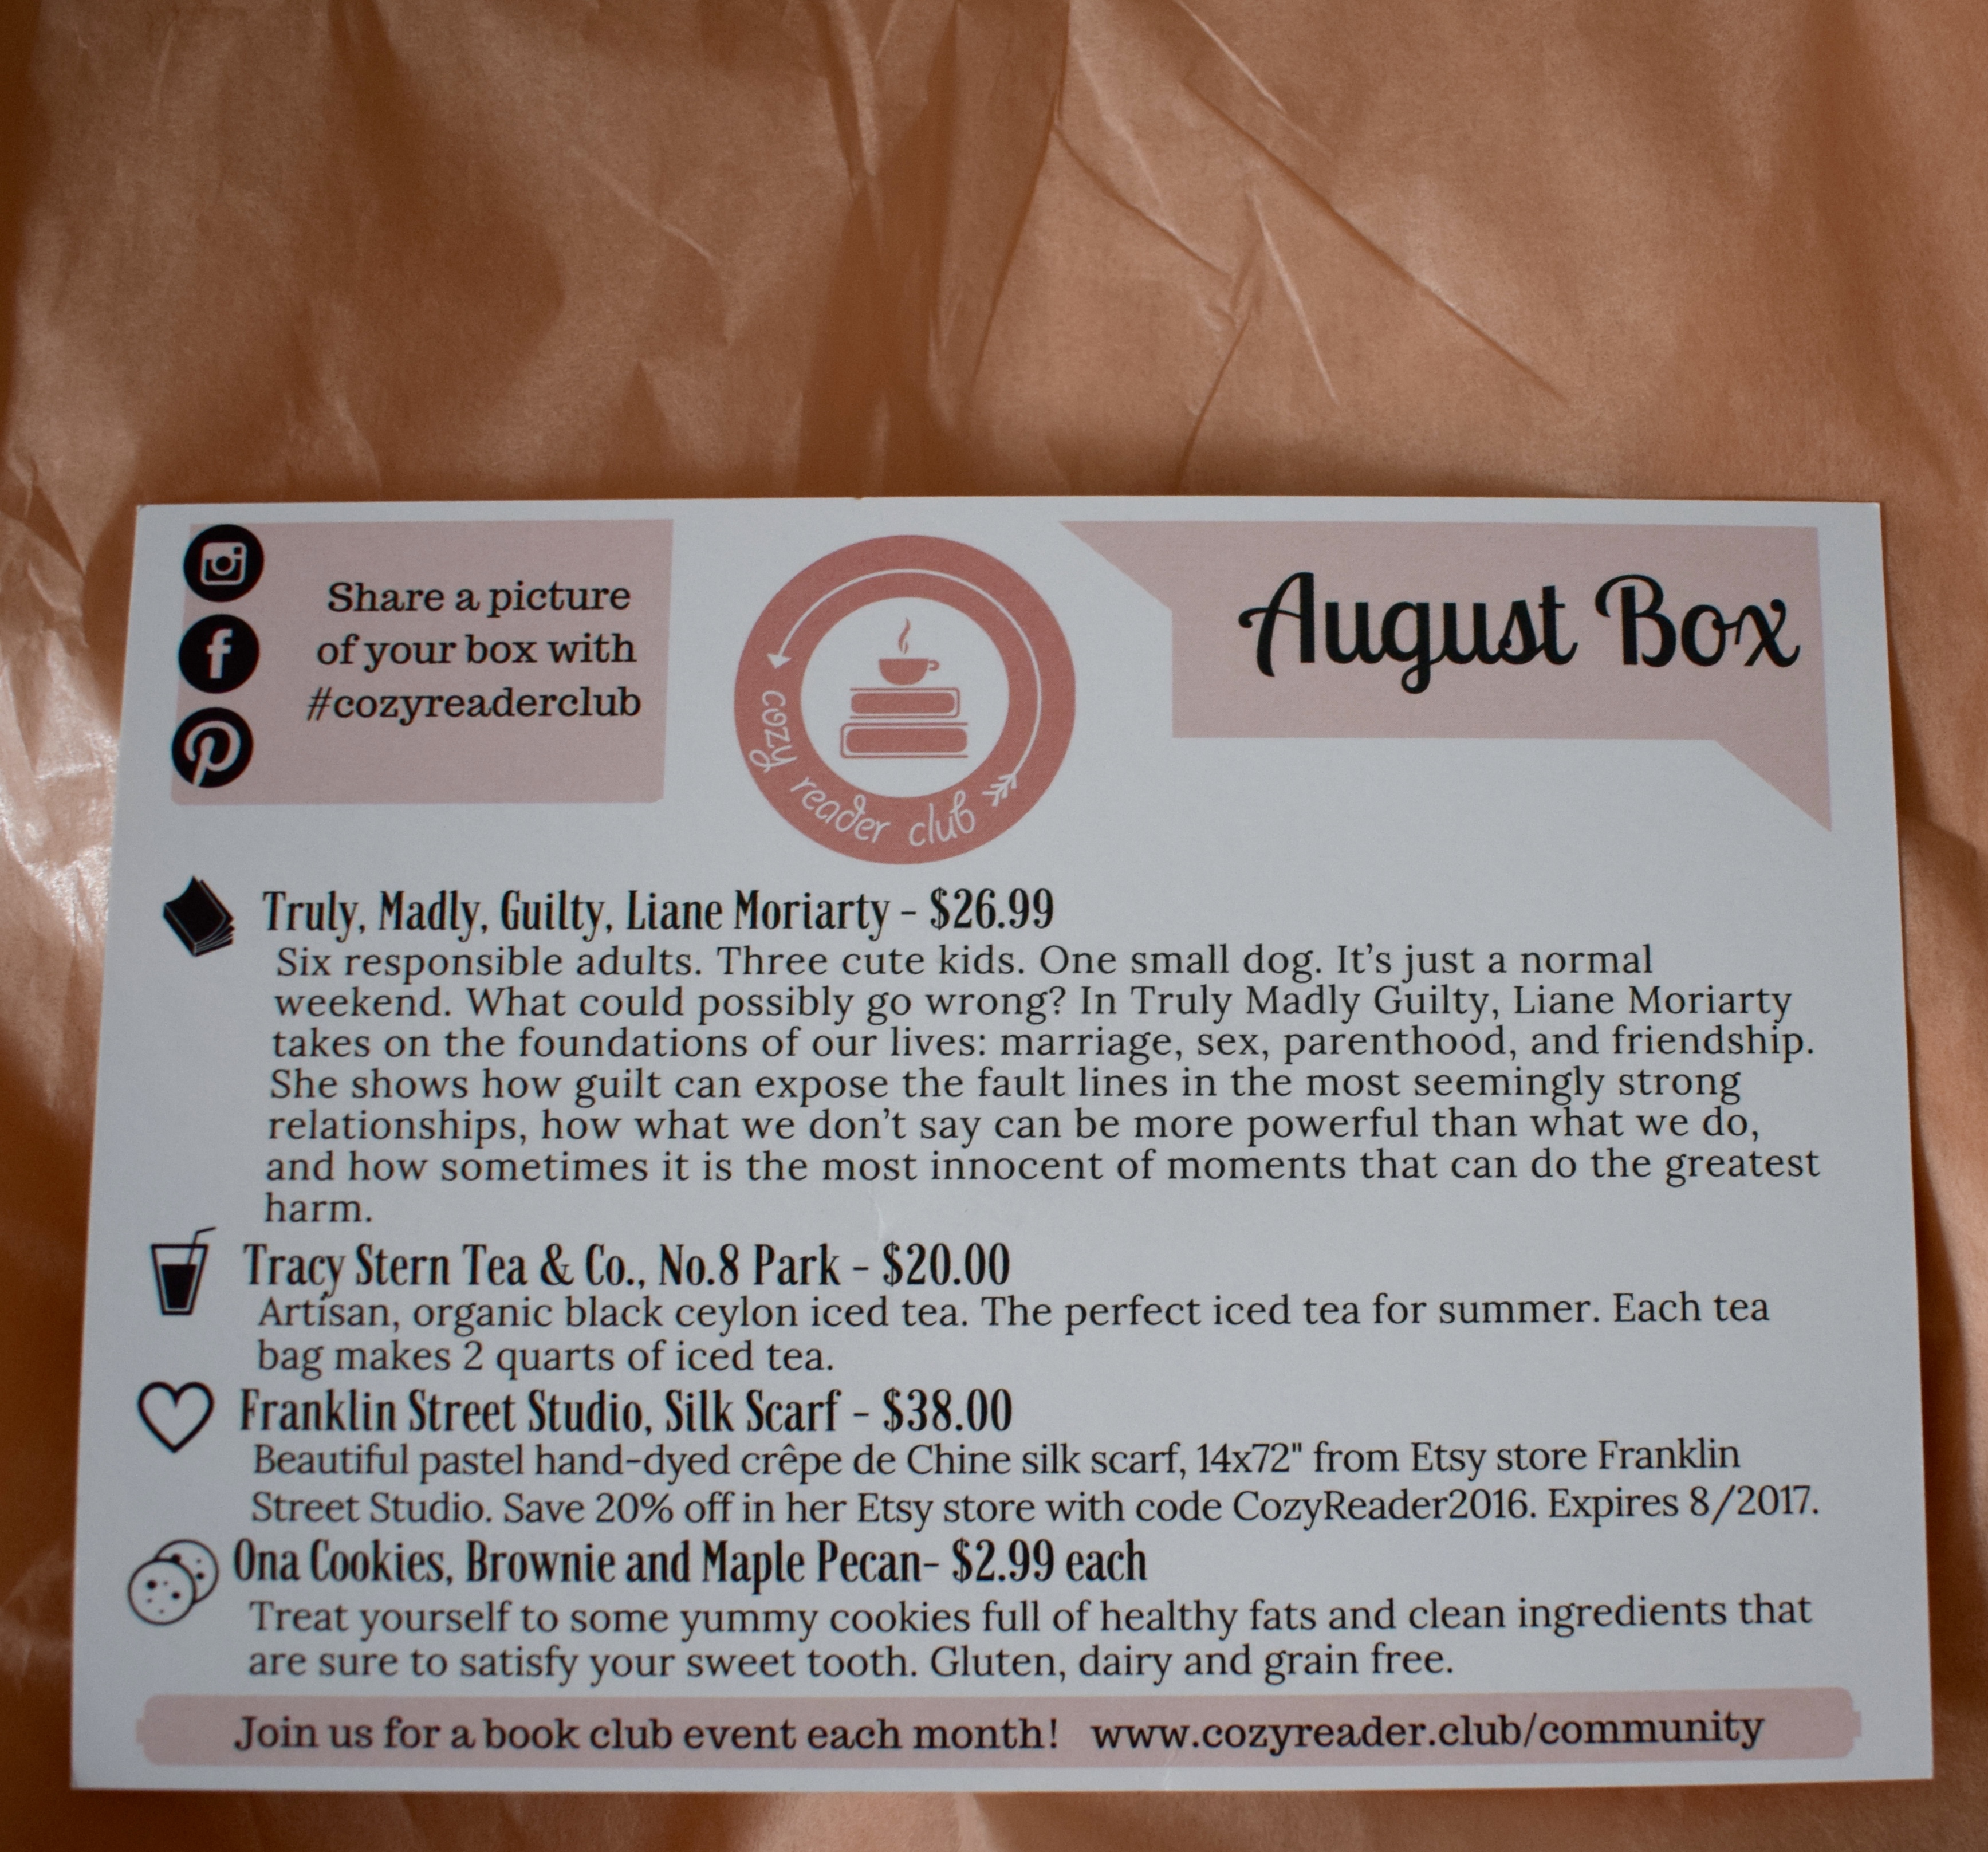 Share a picture
of your box with
#cozyreaderclub
cozy reader club
August Box
Truly, Madly, Guilty, Liane Moriarty - $26.99
Six responsible adults. Three cute kids. One small dog. It's just a normal
weekend. What could possibly go wrong? In Truly Madly Guilty, Liane Moriarty
takes on the foundations of our lives: marriage, sex, parenthood, and friendship.
She shows how guilt can expose the fault lines in the most seemingly strong
relationships, how what we don't say can be more powerful than what we do,
and how sometimes it is the most innocent of moments that can do the greatest
harm.
Tracy Stern Tea & Co., No.8 Park - $20.00
Artisan, organic black ceylon iced tea. The perfect iced tea for summer. Each tea
bag makes 2 quarts of iced tea.
Franklin Street Studio, Silk Scarf - $38.00
Beautiful pastel hand-dyed crêpe de Chine silk scarf, 14x72" from Etsy store Franklin
Street Studio. Save 20% off in her Etsy store with code CozyReader2016. Expires 8/2017.
Ona Cookies, Brownie and Maple Pecan- $2.99 each
Treat yourself to some yummy cookies full of healthy fats and clean ingredients that
are sure to satisfy your sweet tooth. Gluten, dairy and grain free.
Join us for a book club event each month! www.cozyreader.club/community